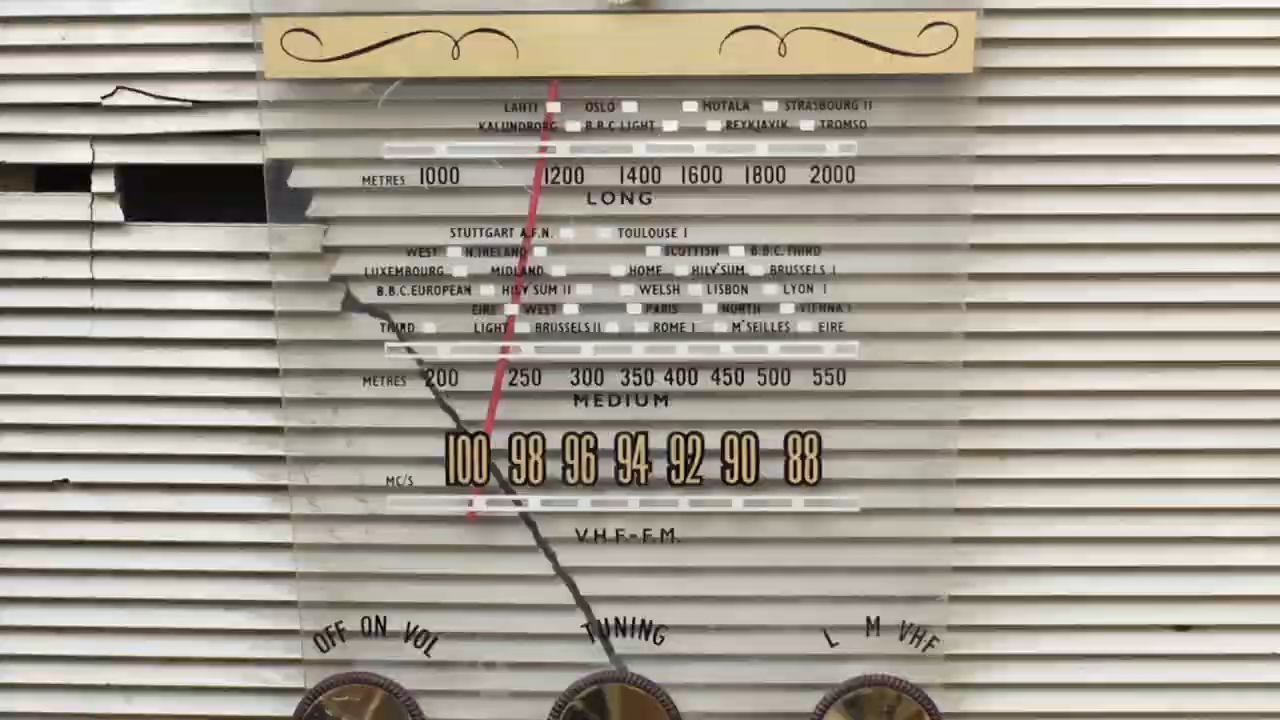 LAHTI OSLO MOTALA STRASBOURG II
KALUNDBORG B.B.C LIGHT REYKJAVIK TROMSO
METRES 1000 1200 1400 1600 1800 2000
LONG
STUTTGART A.F.N. TOULOUSE I
WEST N.IRELAND SCOTTISH B.B.C.THIRD
LUXEMBOURG MIDLAND HOME HILV'SUM BRUSSELS I
B.B.C.EUROPEAN HILV SUM II WELSH LISBON LYON I
EIRE WEST PARIS NORTH VIENNA I
THIRD LIGHT BRUSSELS II ROME I M'SEILLES EIRE
METRES 200 250 300 350 400 450 500 550
MEDIUM
MC/S 100 98 96 94 92 90 88
V.H.F.-F.M.
OFF ON VOL TUNING L M VHF